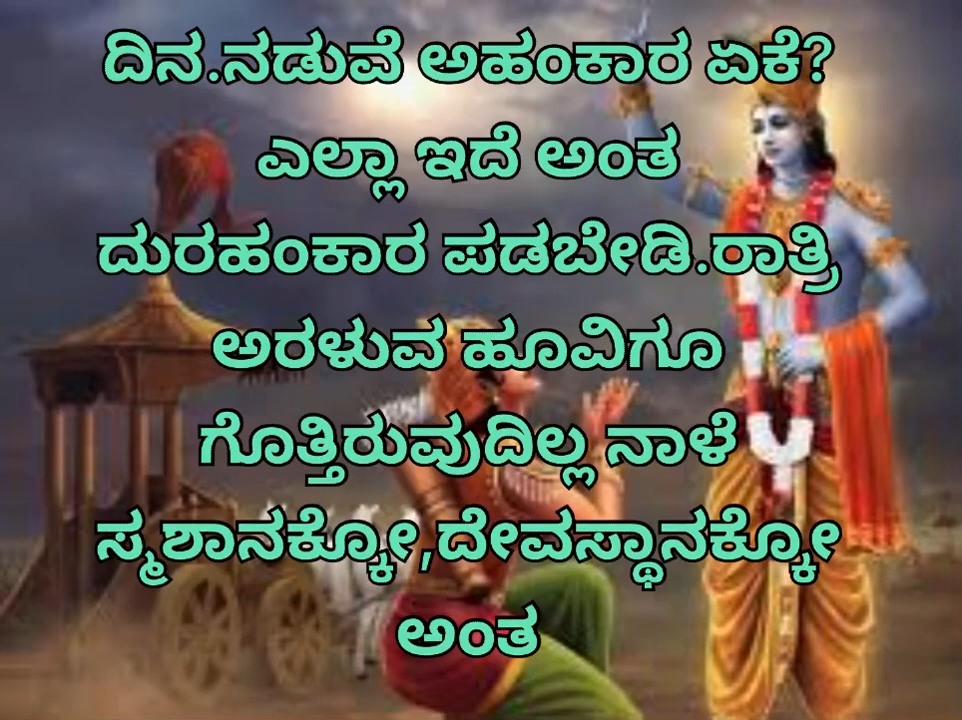 ದಿನ.ನಡುವೆ ಅಹಂಕಾರ ಏಕೆ?
ಎಲ್ಲಾ ಇದೆ ಅಂತ
ದುರಹಂಕಾರ ಪಡಬೇಡಿ.ರಾತ್ರಿ
ಅರಳುವ ಹೂವಿಗೂ
ಗೊತ್ತಿರುವುದಿಲ್ಲ ನಾಳೆ
ಸ್ಮಶಾನಕ್ಕೋ,ದೇವಸ್ಥಾನಕ್ಕೋ
ಅಂತ